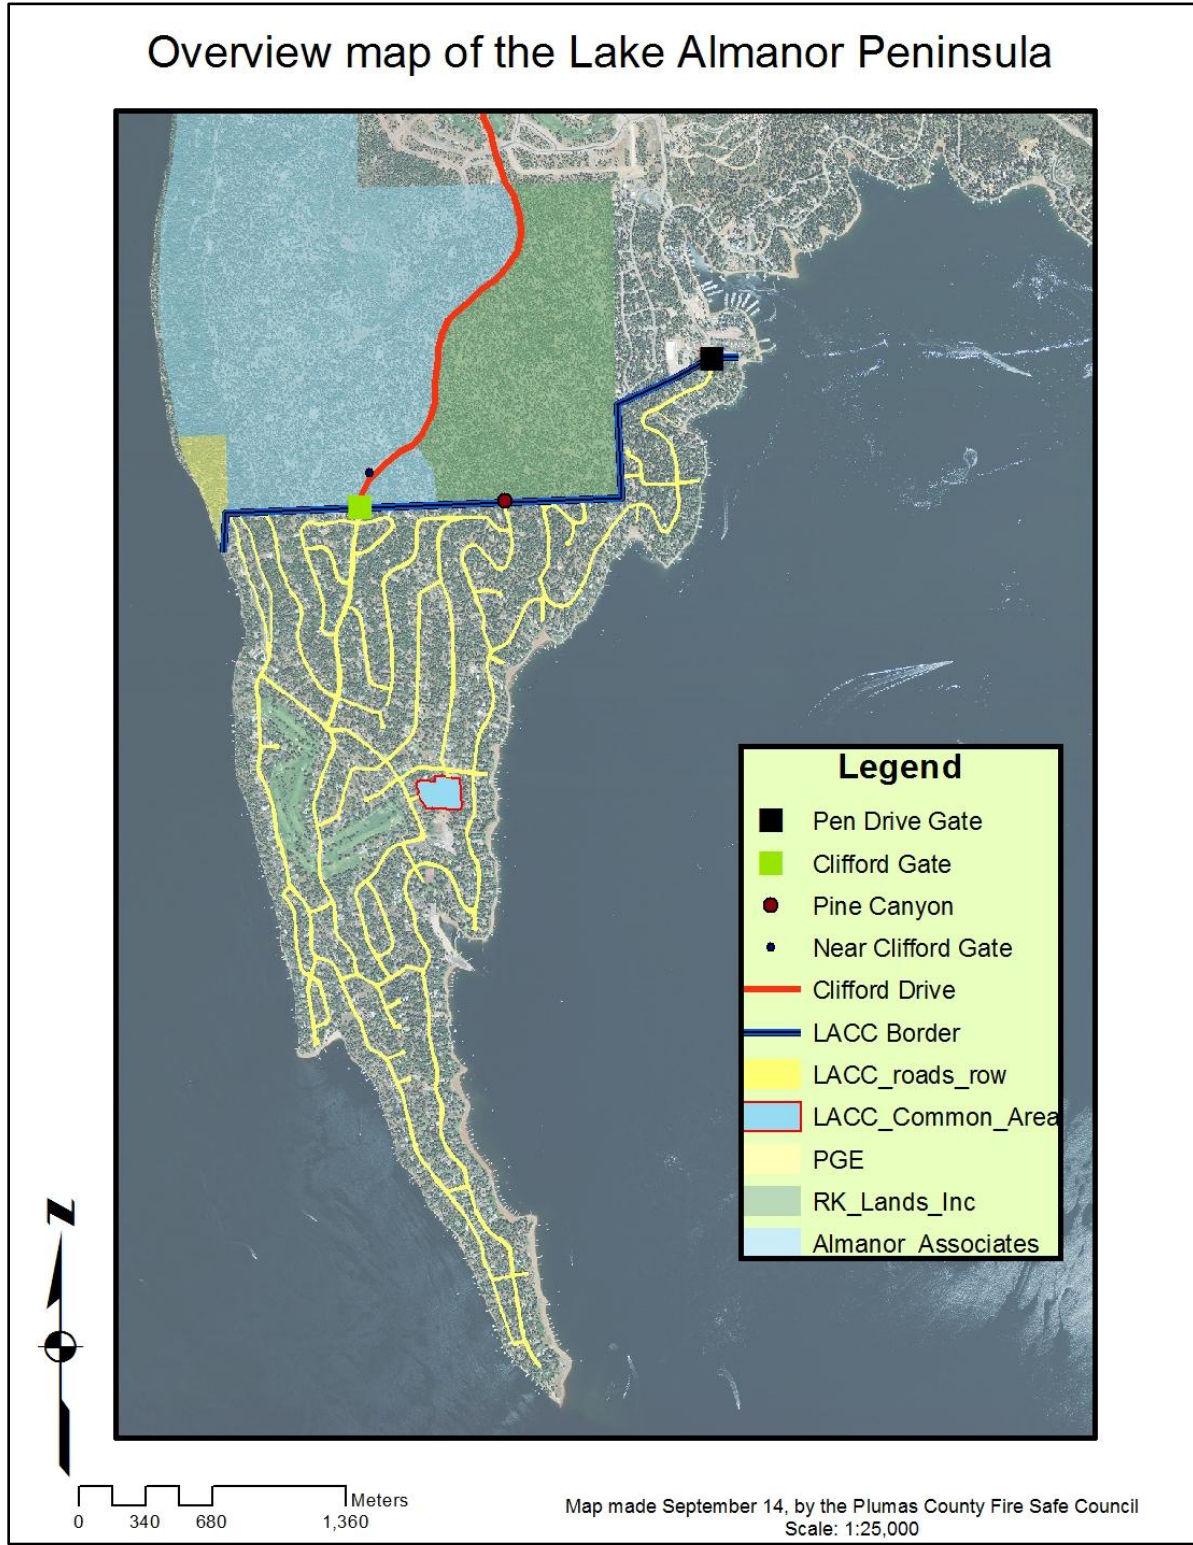 Overview map of the Lake Almanor Peninsula
Legend
Pen Drive Gate
Clifford Gate
Pine Canyon
Near Clifford Gate
Clifford Drive
LACC Border
LACC_roads_row
LACC_Common_Area
PGE
RK_Lands_Inc
Almanor_Associates
N
Meters
0 340 680 1,360
Map made September 14, by the Plumas County Fire Safe Council
Scale: 1:25,000